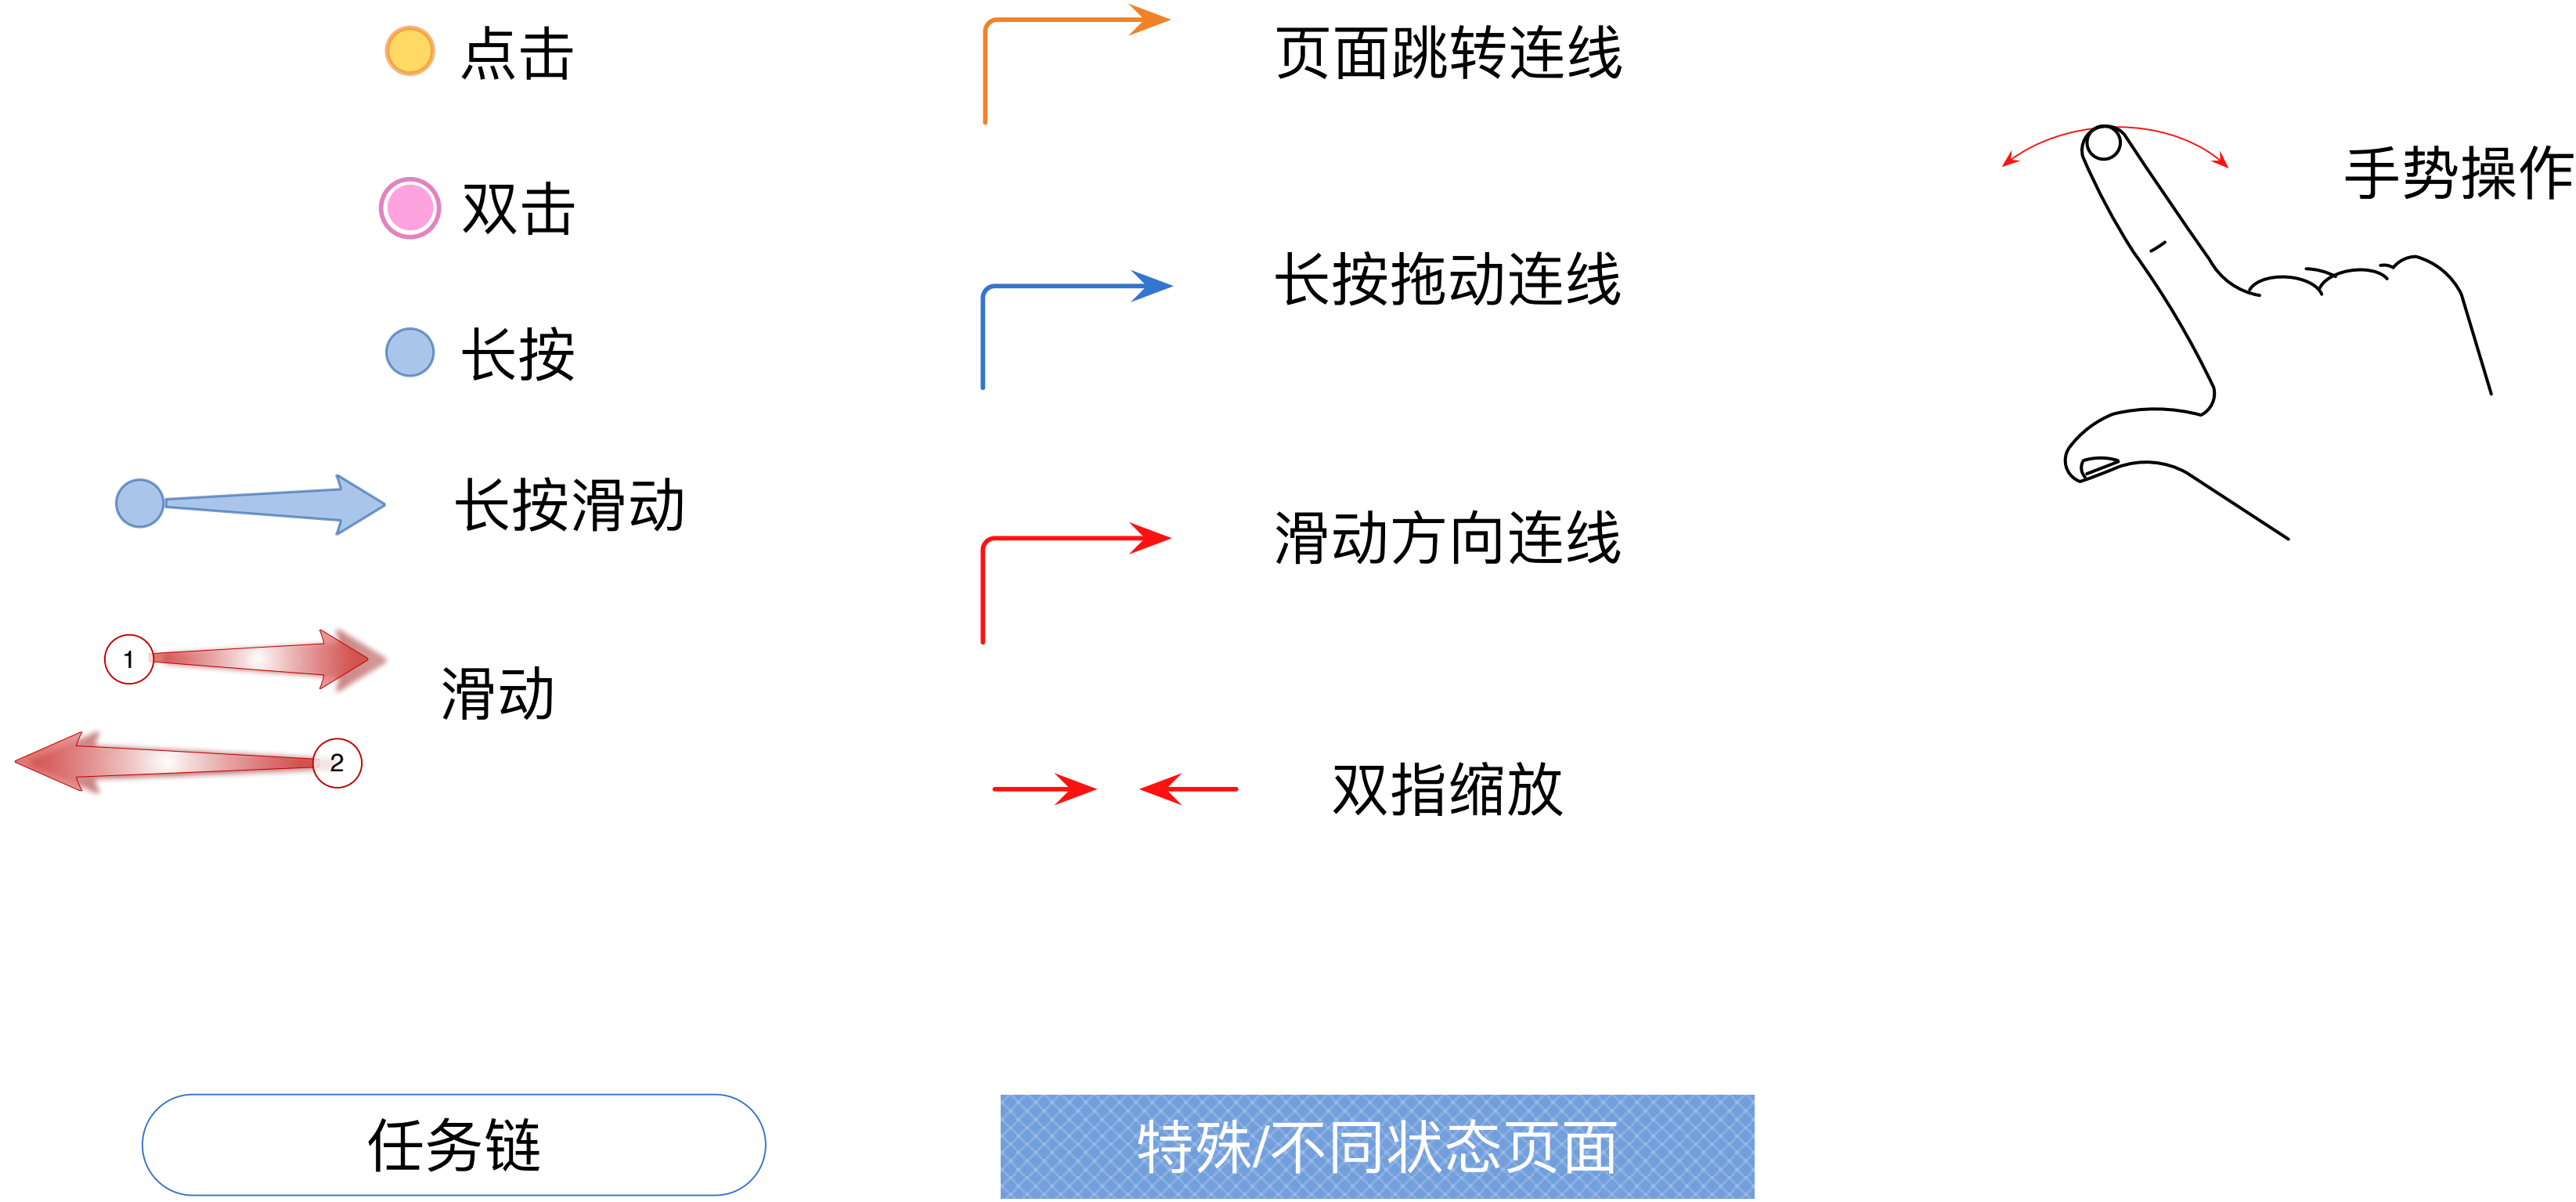 点击
双击
长按
长按滑动
1
滑动
2
页面跳转连线
长按拖动连线
滑动方向连线
双指缩放
手势操作
任务链
特殊/不同状态页面